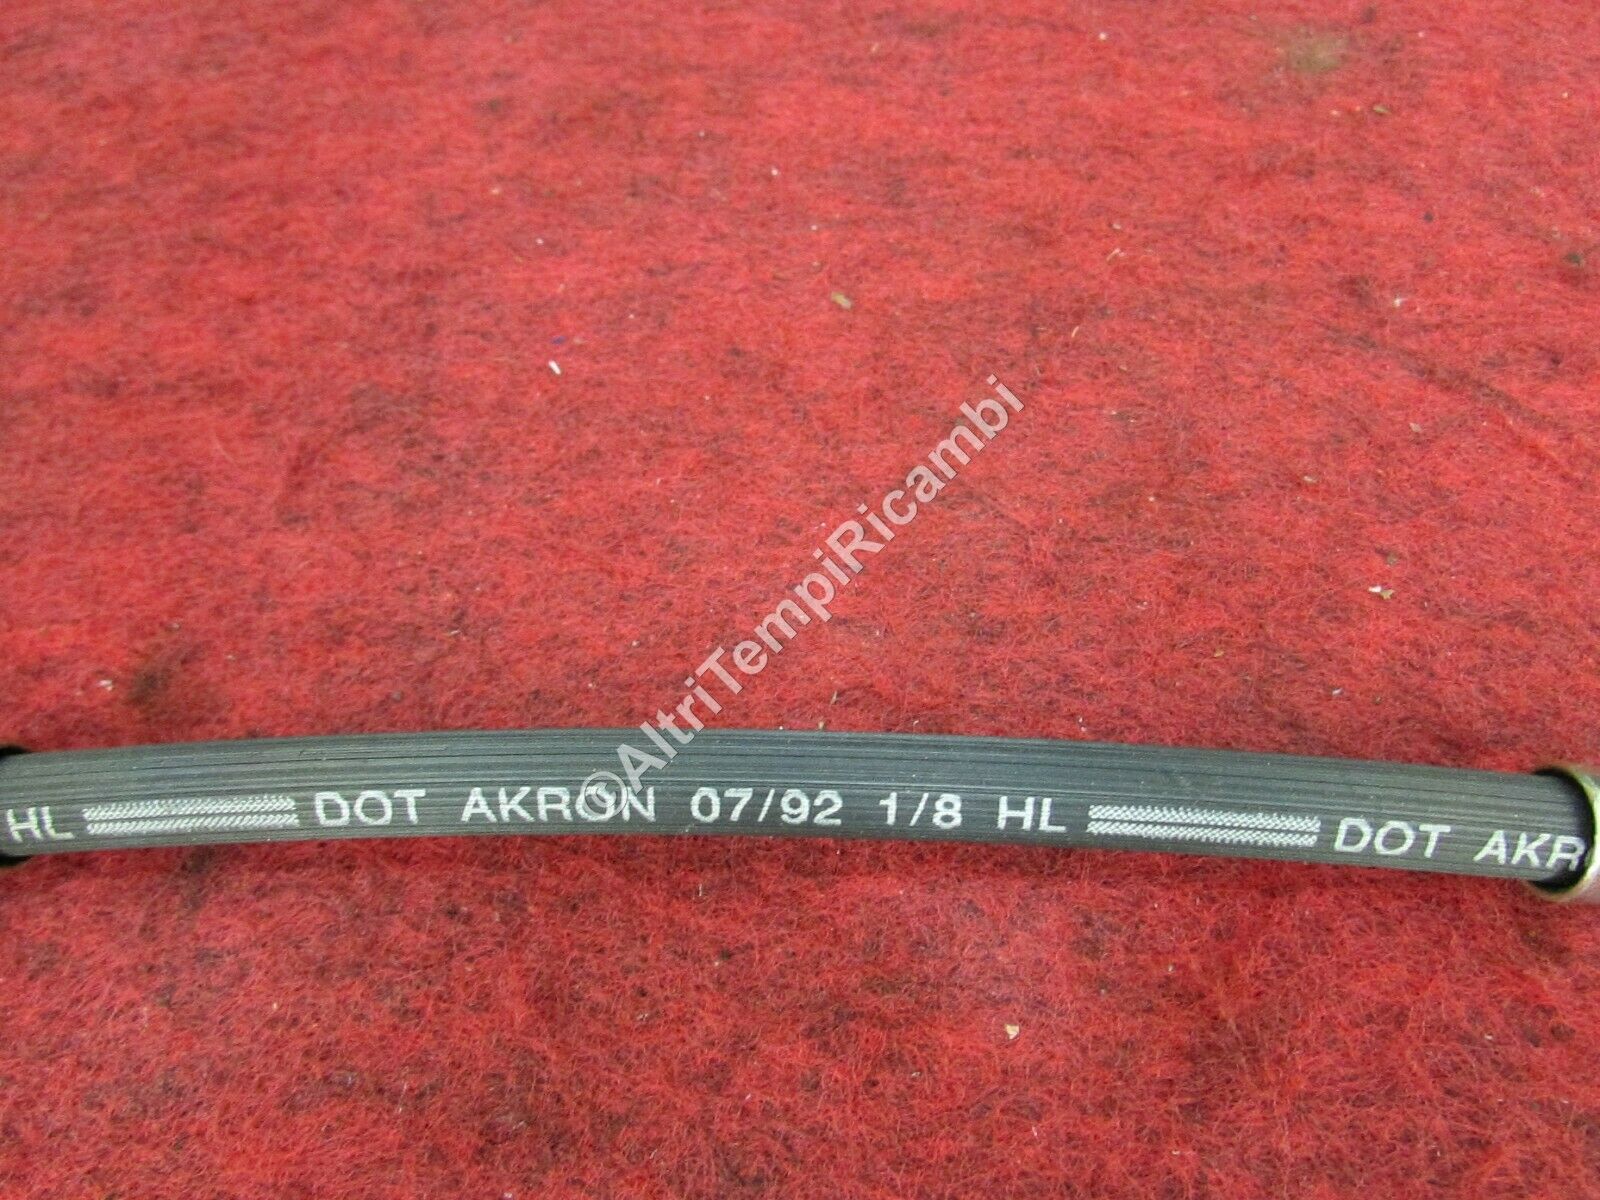 ©AltriTempiRicambi
HL DOT AKRON 07/92 1/8 HL DOT AKR